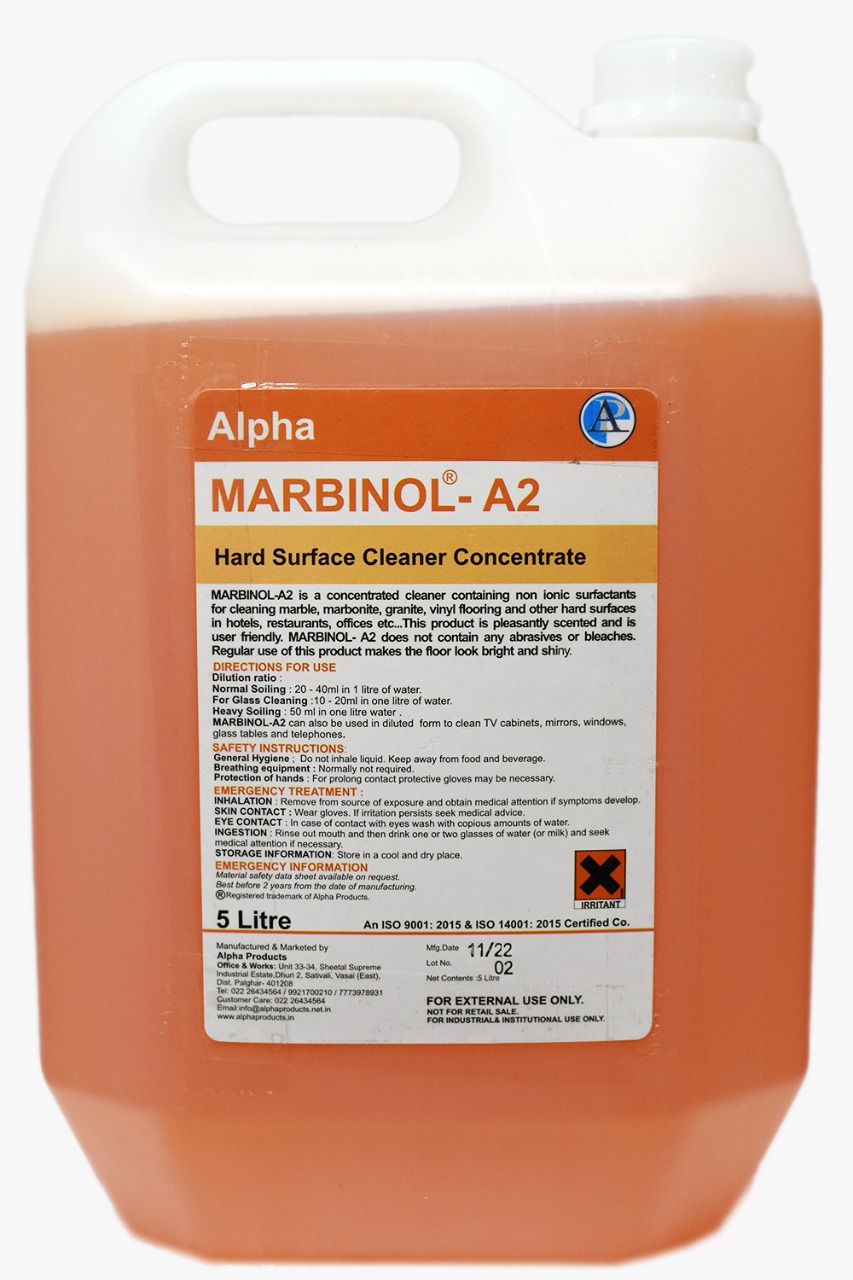 Alpha
AP
MARBINOL®- A2
Hard Surface Cleaner Concentrate
MARBINOL-A2 is a concentrated cleaner containing non ionic surfactants
for cleaning marble, marbonite, granite, vinyl flooring and other hard surfaces
in hotels, restaurants, offices etc...This product is pleasantly scented and is
user friendly. MARBINOL- A2 does not contain any abrasives or bleaches.
Regular use of this product makes the floor look bright and shiny.
DIRECTIONS FOR USE
Dilution ratio :
Normal Soiling : 20 - 40ml in 1 litre of water.
For Glass Cleaning :10 - 20ml in one litre of water.
Heavy Soiling : 50 ml in one litre water .
MARBINOL-A2 can also be used in diluted form to clean TV cabinets, mirrors, windows,
glass tables and telephones.
SAFETY INSTRUCTIONS:
General Hygiene ; Do not inhale liquid. Keep away from food and beverage.
Breathing equipment : Normally not required.
Protection of hands : For prolong contact protective gloves may be necessary.
EMERGENCY TREATMENT :
INHALATION : Remove from source of exposure and obtain medical attention if symptoms develop.
SKIN CONTACT : Wear gloves. If irritation persists seek medical advice.
EYE CONTACT : In case of contact with eyes wash with copious amounts of water.
INGESTION : Rinse out mouth and then drink one or two glasses of water (or milk) and seek
medical attention if necessary.
STORAGE INFORMATION: Store in a cool and dry place.
EMERGENCY INFORMATION
Material safety data sheet available on request.
Best before 2 years from the date of manufacturing.
®Registered trademark of Alpha Products.
i
IRRITANT
5 Litre
An ISO 9001: 2015 & ISO 14001: 2015 Certified Co.
Manufactured & Marketed by
Alpha Products
Office & Works: Unit 33-34, Sheetal Supreme
Industrial Estate,Dhuri 2, Sativali, Vasai (East),
Dist. Palghar- 401208
Tel: 022 26434564 / 9921700210 / 7773978931
Customer Care: 022 26434564
Email:info@alphaproducts.net.in
www.alphaproducts.in
Mfg.Date 11/22
Lot No. 02
Net Contents :5 Litre
FOR EXTERNAL USE ONLY.
NOT FOR RETAIL SALE.
FOR INDUSTRIAL& INSTITUTIONAL USE ONLY.